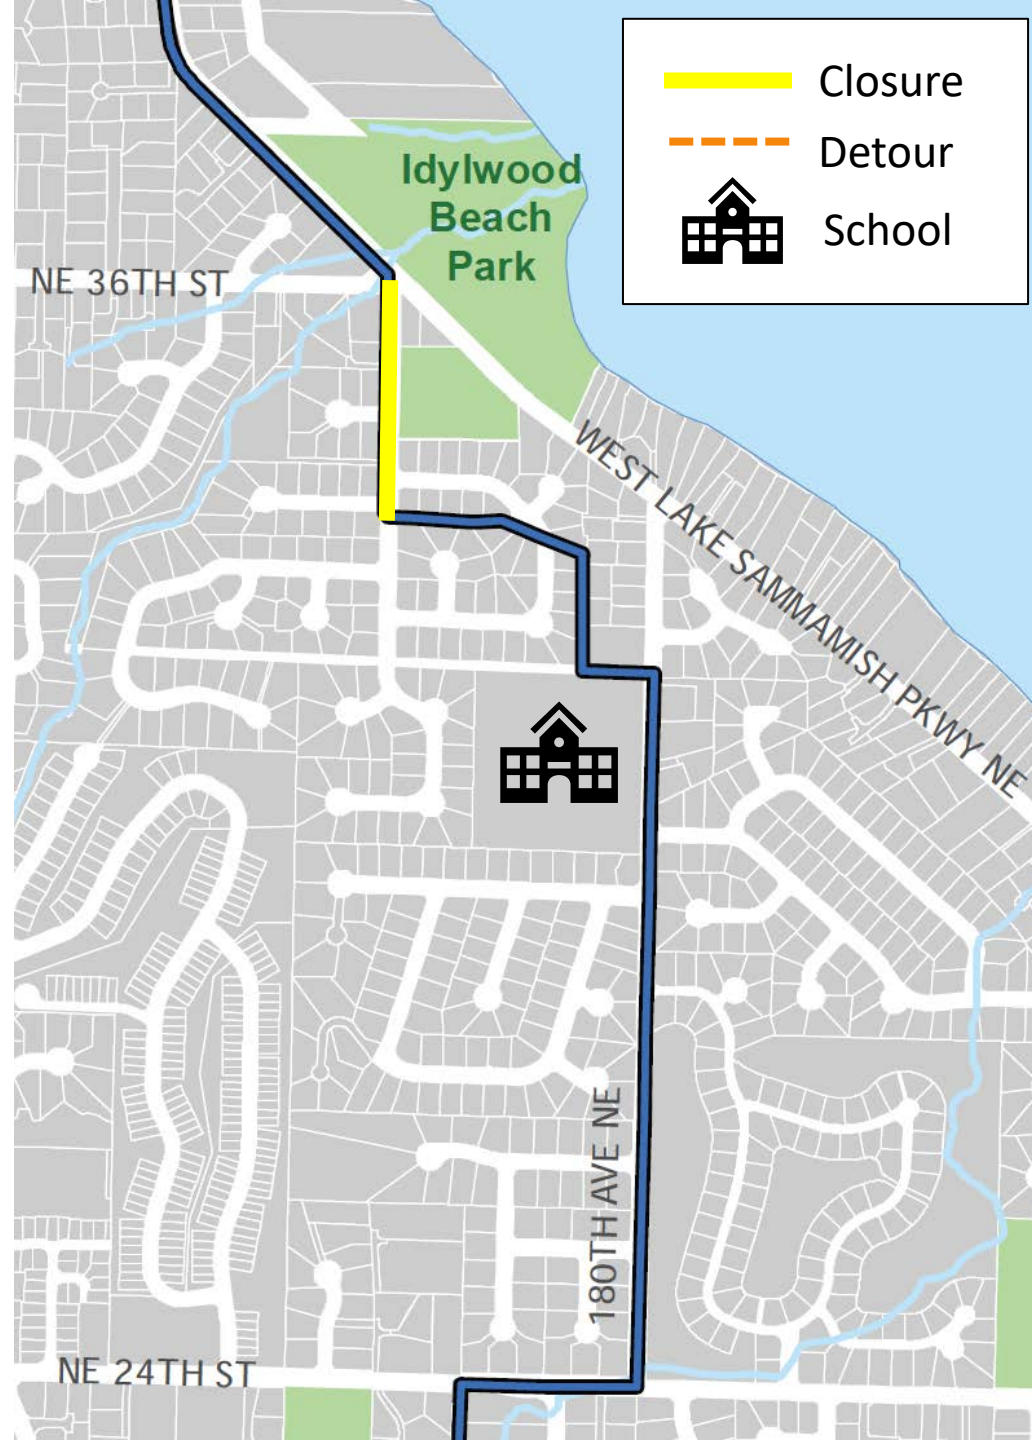 Closure
Detour
School
Idylwood
Beach
Park
NE 36TH ST
WEST LAKE SAMMAMISH PKWY NE
180TH AVE NE
NE 24TH ST